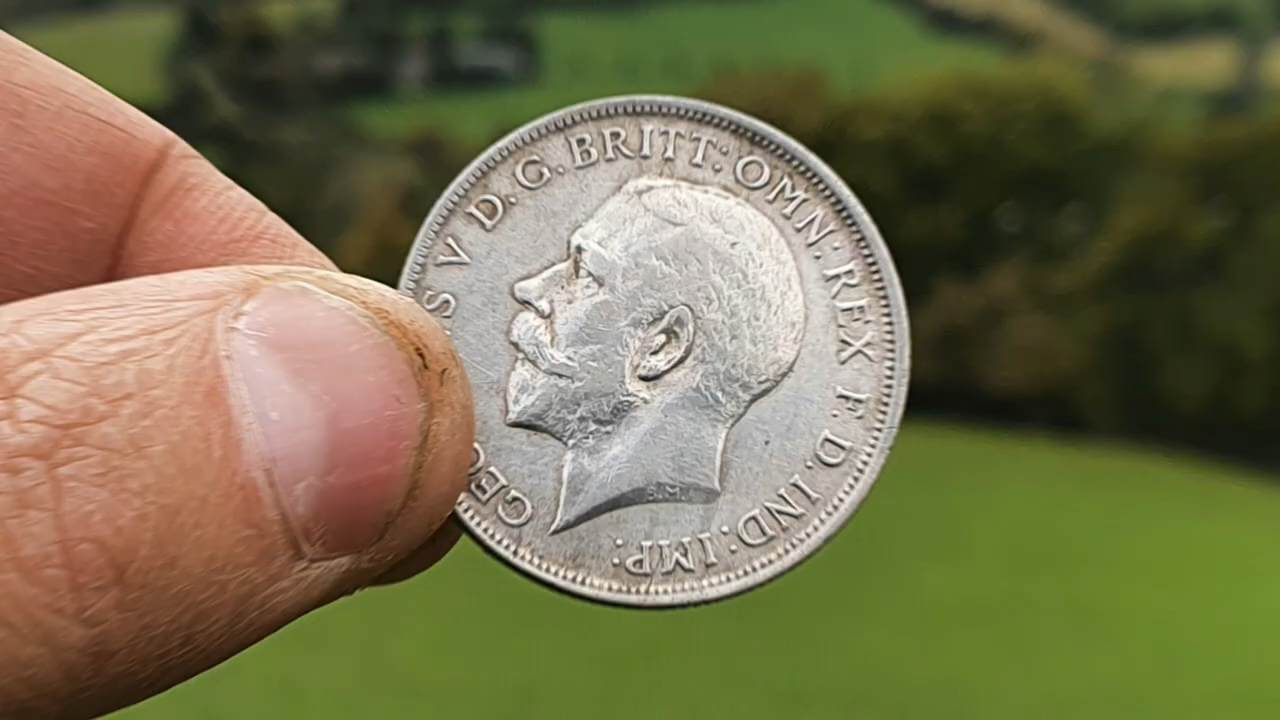 GEO S V D.G. BRITT: OMN: REX F. D. IND: IMP:
B.M.